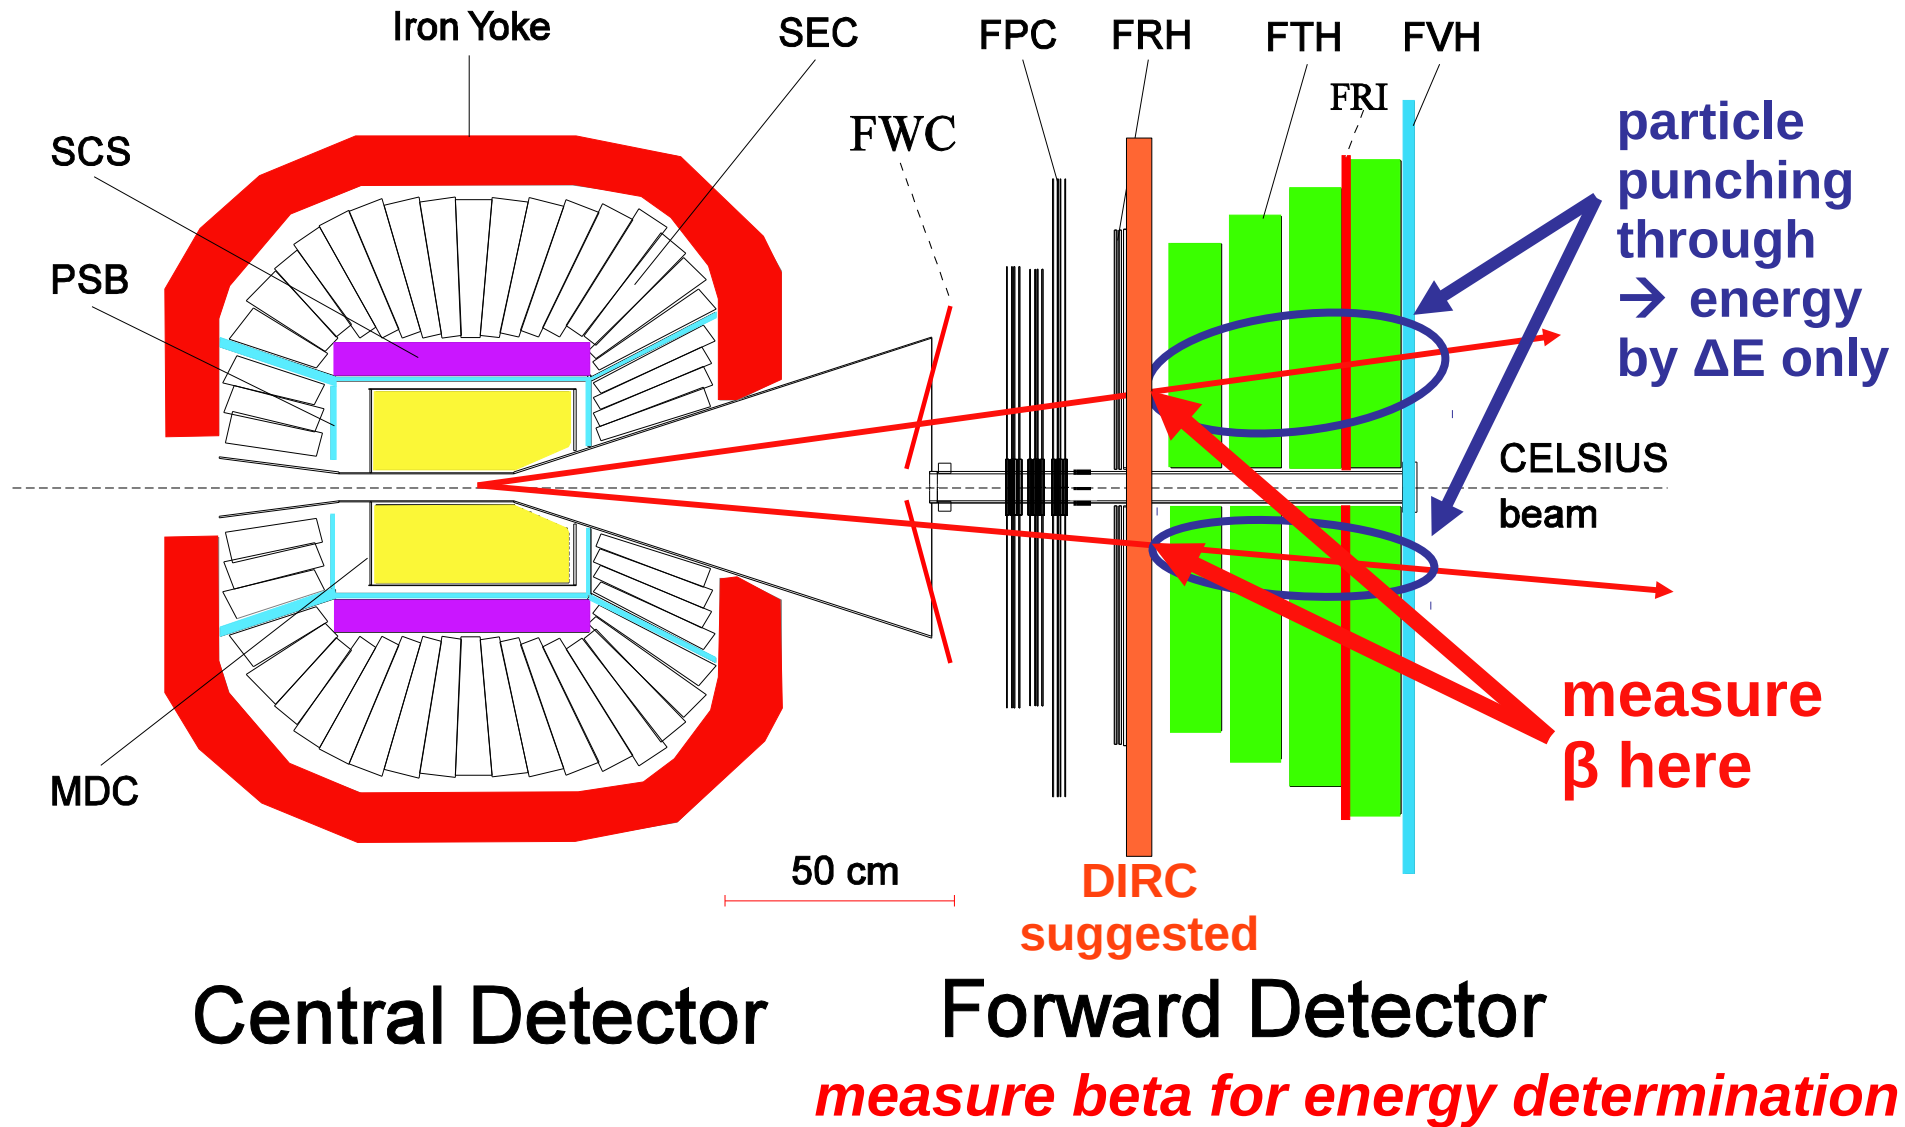 Iron Yoke
SEC
FPC
FRH
FTH
FVH
FRI
FWC
SCS
PSB
MDC
particle
punching
through
→ energy
by ΔE only
CELSIUS
beam
measure
β here
50 cm
DIRC
suggested
Central Detector
Forward Detector
measure beta for energy determination